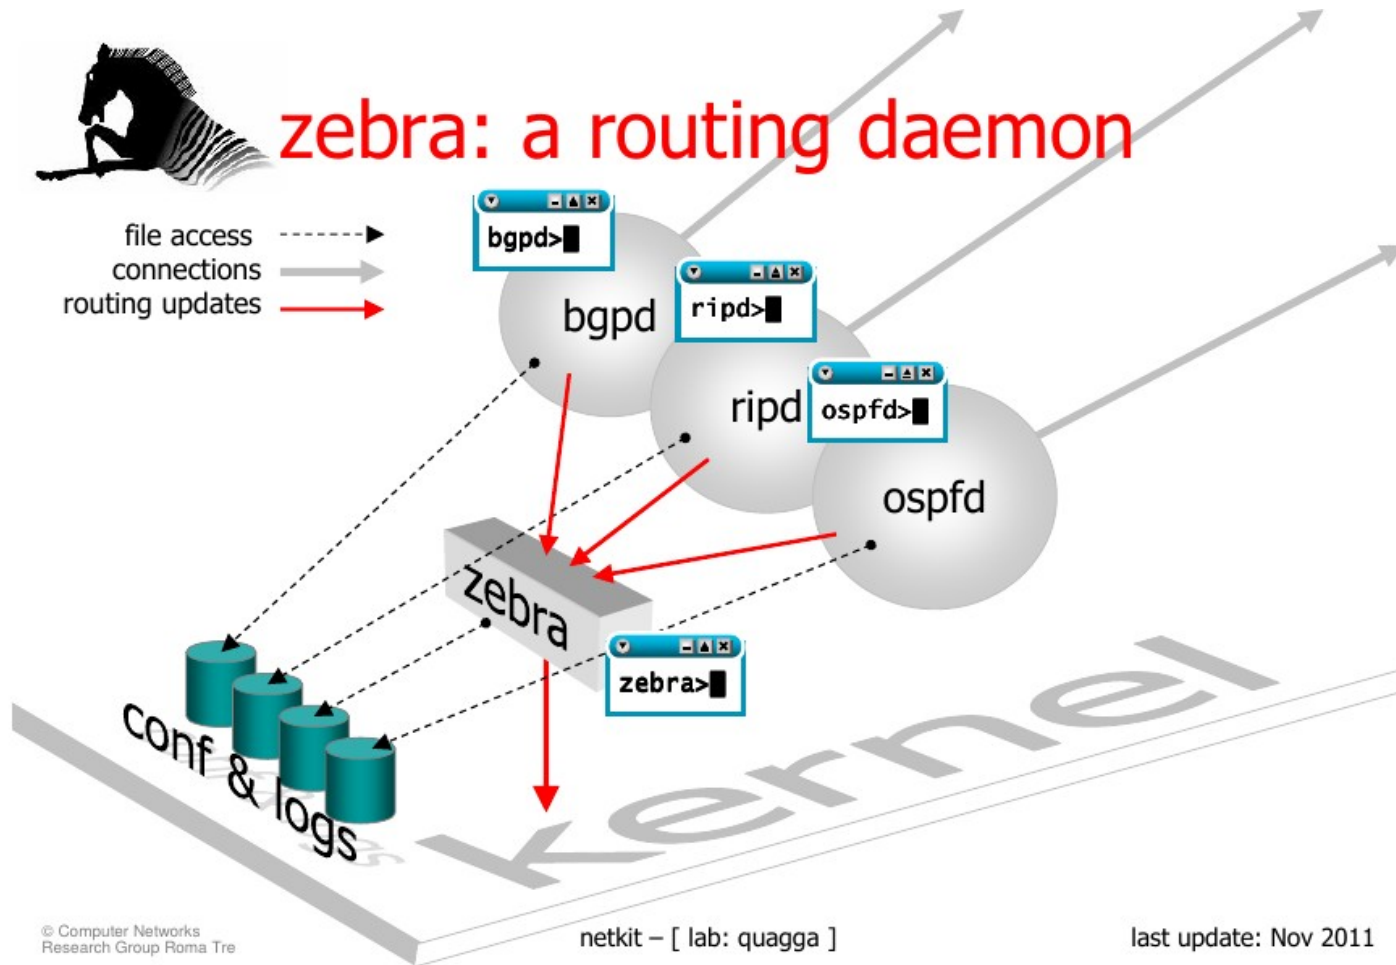 zebra: a routing daemon
file access
connections
routing updates
bgpd>
bgpd
ripd>
ripd
ospfd>
ospfd
zebra
zebra>
conf & logs
kernel
© Computer Networks
Research Group Roma Tre
netkit – [ lab: quagga ]
last update: Nov 2011